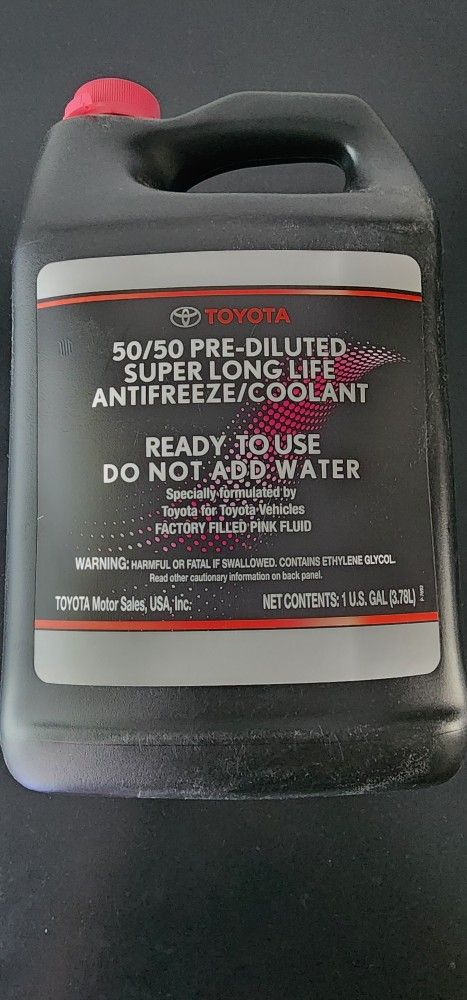 TOYOTA
50/50 PRE-DILUTED
SUPER LONG LIFE
ANTIFREEZE/COOLANT
READY TO USE
DO NOT ADD WATER
Specially formulated by
Toyota for Toyota Vehicles
FACTORY FILLED PINK FLUID
WARNING: HARMFUL OR FATAL IF SWALLOWED. CONTAINS ETHYLENE GLYCOL.
Read other cautionary information on back panel.
TOYOTA Motor Sales, USA, Inc. NET CONTENTS: 1 U.S. GAL (3.78L)